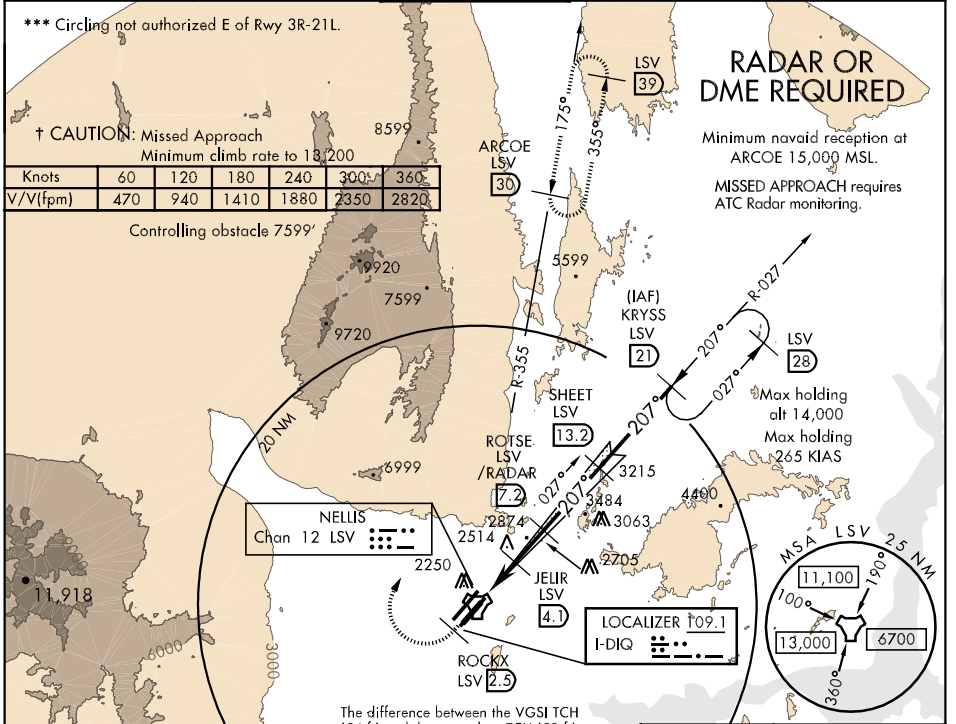 *** Circling not authorized E of Rwy 3R-21L.
RADAR OR
DME REQUIRED
Minimum navaid reception at
ARCOE 15,000 MSL.
MISSED APPROACH requires
ATC Radar monitoring.
† CAUTION: Missed Approach
Minimum climb rate to 13,200
Knots 60 120 180 240 300 360
V/V(fpm) 470 940 1410 1880 2350 2820
Controlling obstacle 7599'
8599
9920
7599
9720
5599
LSV
39
175°
355°
ARCOE
LSV
30
R-355
(IAF)
KRYSS
LSV
21
R-027
207°
027°
LSV
28
Max holding
alt 14,000
Max holding
265 KIAS
20 NM
SHEET
LSV
13.2
207°
ROTSE
LSV
/RADAR
7.2
027°
207°
3215
3484
3063
4400
6999
2874
2514
2705
2250
NELLIS
Chan 12 LSV
JELIR
LSV
4.1
LOCALIZER 109.1
I-DIQ
ROCKX
LSV 2.5
11,918
6000
3000
MSA LSV 25 NM
11,100
190°
100°
13,000
6700
360°
The difference between the VGSI TCH